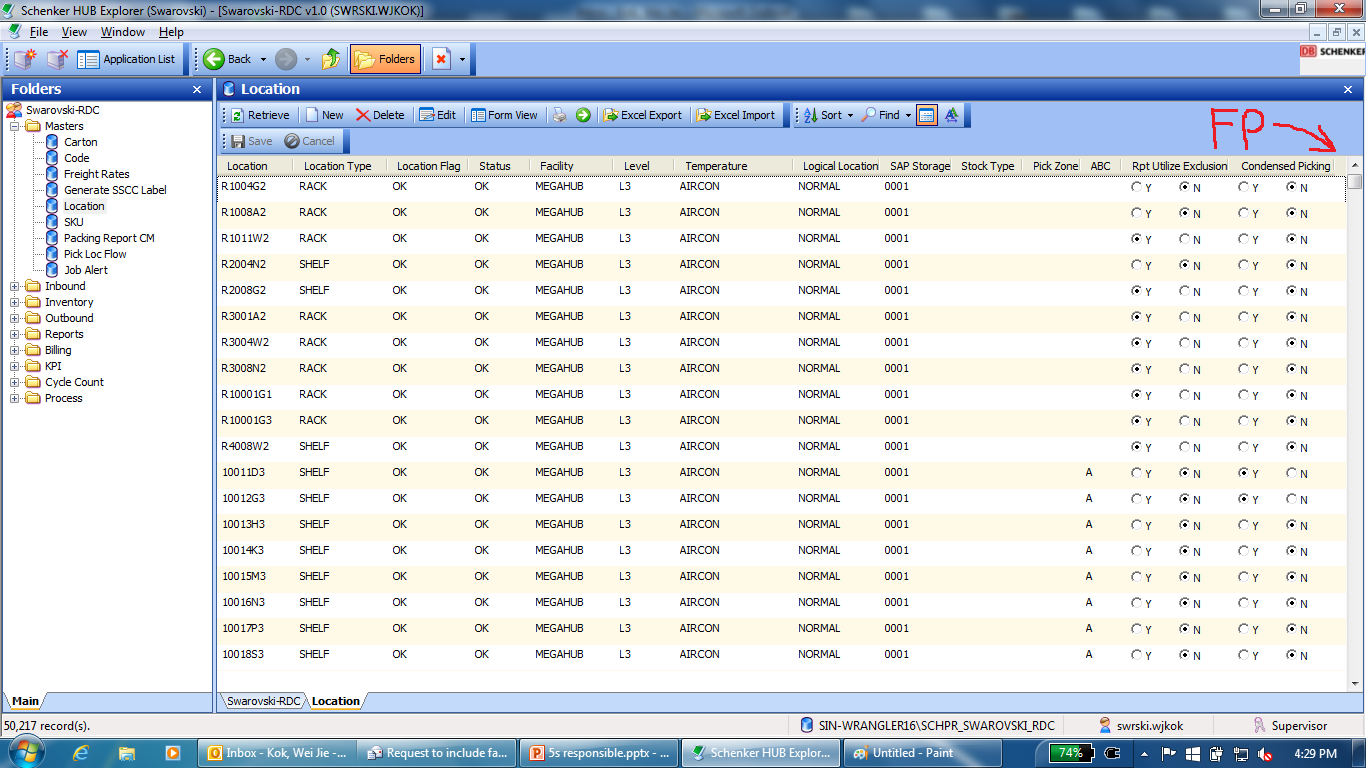 Schenker HUB Explorer (Swarovski) - [Swarovski-RDC v1.0 (SWRSKI.WJKOK)]
File View Window Help
Application List Back Folders DB SCHENKER
Folders
Swarovski-RDC
Masters
Carton
Code
Freight Rates
Generate SSCC Label
Location
SKU
Packing Report CM
Pick Loc Flow
Job Alert
Inbound
Inventory
Outbound
Reports
Billing
KPI
Cycle Count
Process
Main
Location
Retrieve New Delete Edit Form View Excel Export Excel Import Sort Find
Save Cancel
FP
Location Location Type Location Flag Status Facility Level Temperature Logical Location SAP Storage Stock Type Pick Zone ABC Rpt Utilize Exclusion Condensed Picking
R1004G2 RACK OK OK MEGAHUB L3 AIRCON NORMAL 0001 Y N Y N
R1008A2 RACK OK OK MEGAHUB L3 AIRCON NORMAL 0001 Y N Y N
R1011W2 RACK OK OK MEGAHUB L3 AIRCON NORMAL 0001 Y N Y N
R2004N2 SHELF OK OK MEGAHUB L3 AIRCON NORMAL 0001 Y N Y N
R2008G2 SHELF OK OK MEGAHUB L3 AIRCON NORMAL 0001 Y N Y N
R3001A2 RACK OK OK MEGAHUB L3 AIRCON NORMAL 0001 Y N Y N
R3004W2 RACK OK OK MEGAHUB L3 AIRCON NORMAL 0001 Y N Y N
R3008N2 RACK OK OK MEGAHUB L3 AIRCON NORMAL 0001 Y N Y N
R10001G1 RACK OK OK MEGAHUB L3 AIRCON NORMAL 0001 Y N Y N
R10001G3 RACK OK OK MEGAHUB L3 AIRCON NORMAL 0001 Y N Y N
R4008W2 SHELF OK OK MEGAHUB L3 AIRCON NORMAL 0001 Y N Y N
10011D3 SHELF OK OK MEGAHUB L3 AIRCON NORMAL 0001 A Y N Y N
10012G3 SHELF OK OK MEGAHUB L3 AIRCON NORMAL 0001 A Y N Y N
10013H3 SHELF OK OK MEGAHUB L3 AIRCON NORMAL 0001 A Y N Y N
10014K3 SHELF OK OK MEGAHUB L3 AIRCON NORMAL 0001 A Y N Y N
10015M3 SHELF OK OK MEGAHUB L3 AIRCON NORMAL 0001 A Y N Y N
10016N3 SHELF OK OK MEGAHUB L3 AIRCON NORMAL 0001 A Y N Y N
10017P3 SHELF OK OK MEGAHUB L3 AIRCON NORMAL 0001 A Y N Y N
10018S3 SHELF OK OK MEGAHUB L3 AIRCON NORMAL 0001 A Y N Y N
Swarovski-RDC Location
50,217 record(s). SIN-WRANGLER16\SCHPR_SWAROVSKI_RDC swrski.wjkok Supervisor
Inbox - Kok, Wei Jie -... Request to include fa... 5s responsible.pptx - ... Schenker HUB Explor... Untitled - Paint 74% 4:29 PM